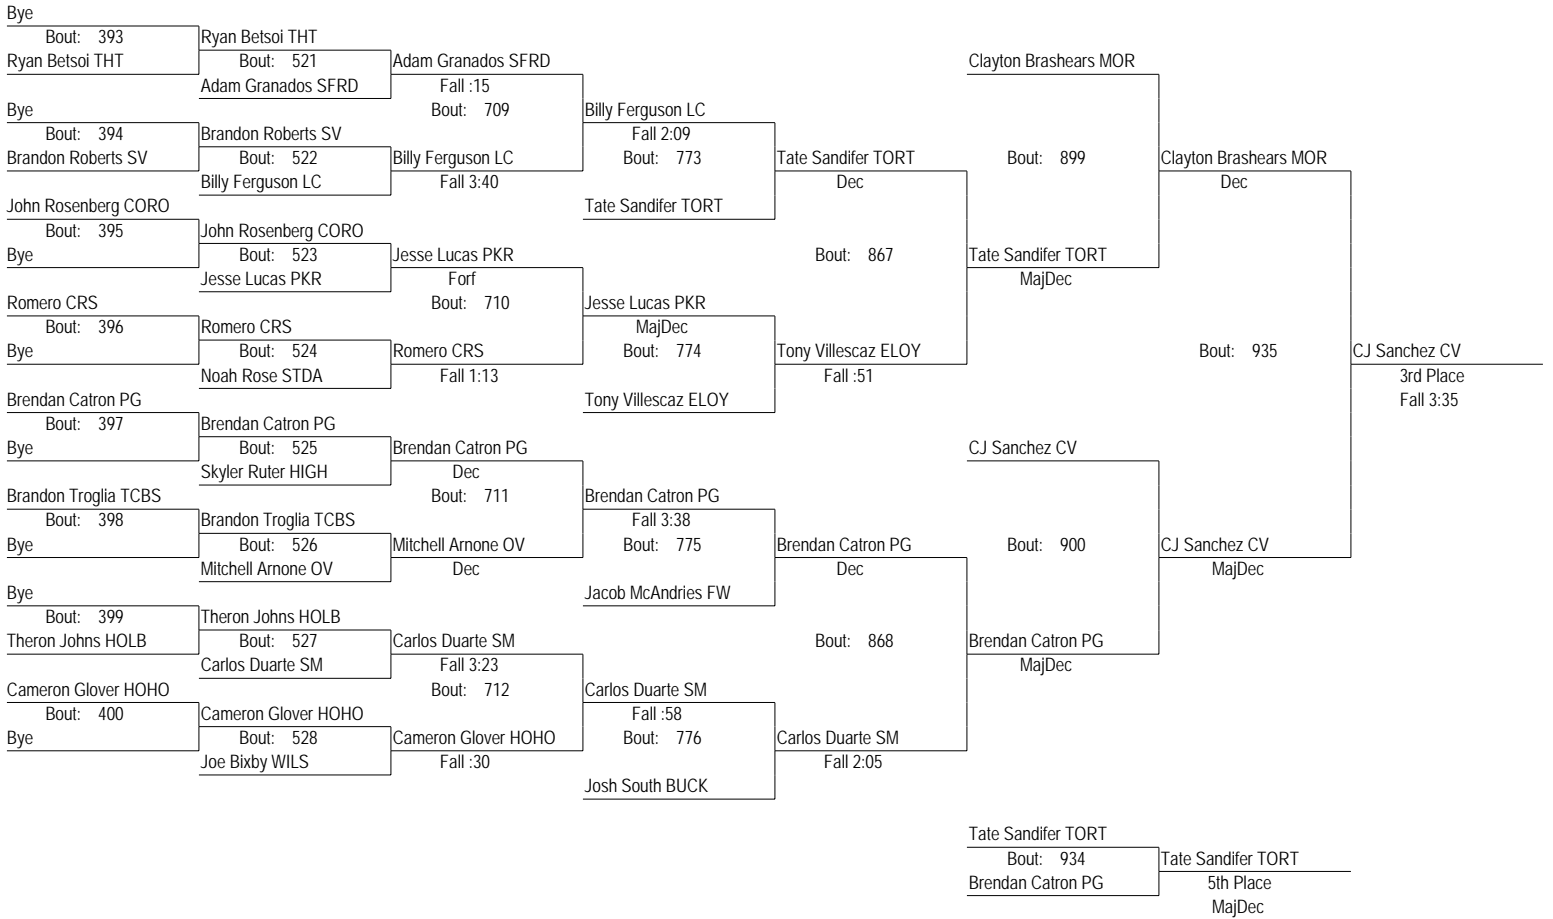 Bye
Bout: 393
Ryan Betsoi THT
Bye
Bout: 394
Brandon Roberts SV
John Rosenberg CORO
Bout: 395
Bye
Romero CRS
Bout: 396
Bye
Brendan Catron PG
Bout: 397
Bye
Brandon Troglia TCBS
Bout: 398
Bye
Bye
Bout: 399
Theron Johns HOLB
Cameron Glover HOHO
Bout: 400
Bye
Ryan Betsoi THT
Bout: 521
Adam Granados SFRD
Brandon Roberts SV
Bout: 522
Billy Ferguson LC
John Rosenberg CORO
Bout: 523
Jesse Lucas PKR
Romero CRS
Bout: 524
Noah Rose STDA
Brendan Catron PG
Bout: 525
Skyler Ruter HIGH
Brandon Troglia TCBS
Bout: 526
Mitchell Arnone OV
Theron Johns HOLB
Bout: 527
Carlos Duarte SM
Cameron Glover HOHO
Bout: 528
Joe Bixby WILS
Adam Granados SFRD
Fall :15
Bout: 709
Billy Ferguson LC
Fall 3:40
Jesse Lucas PKR
Forf
Bout: 710
Romero CRS
Fall 1:13
Brendan Catron PG
Dec
Bout: 711
Mitchell Arnone OV
Dec
Carlos Duarte SM
Fall 3:23
Bout: 712
Cameron Glover HOHO
Fall :30
Billy Ferguson LC
Fall 2:09
Bout: 773
Tate Sandifer TORT
Jesse Lucas PKR
MajDec
Bout: 774
Tony Villescaz ELOY
Brendan Catron PG
Fall 3:38
Bout: 775
Jacob McAndries FW
Carlos Duarte SM
Fall :58
Bout: 776
Josh South BUCK
Tate Sandifer TORT
Dec
Bout: 867
Tony Villescaz ELOY
Fall :51
Brendan Catron PG
Dec
Bout: 868
Carlos Duarte SM
Fall 2:05
Clayton Brashears MOR
Bout: 899
Tate Sandifer TORT
MajDec
CJ Sanchez CV
Bout: 900
Brendan Catron PG
MajDec
Clayton Brashears MOR
Dec
Bout: 935
CJ Sanchez CV
MajDec
CJ Sanchez CV
3rd Place
Fall 3:35
Tate Sandifer TORT
Bout: 934
Brendan Catron PG
Tate Sandifer TORT
5th Place
MajDec